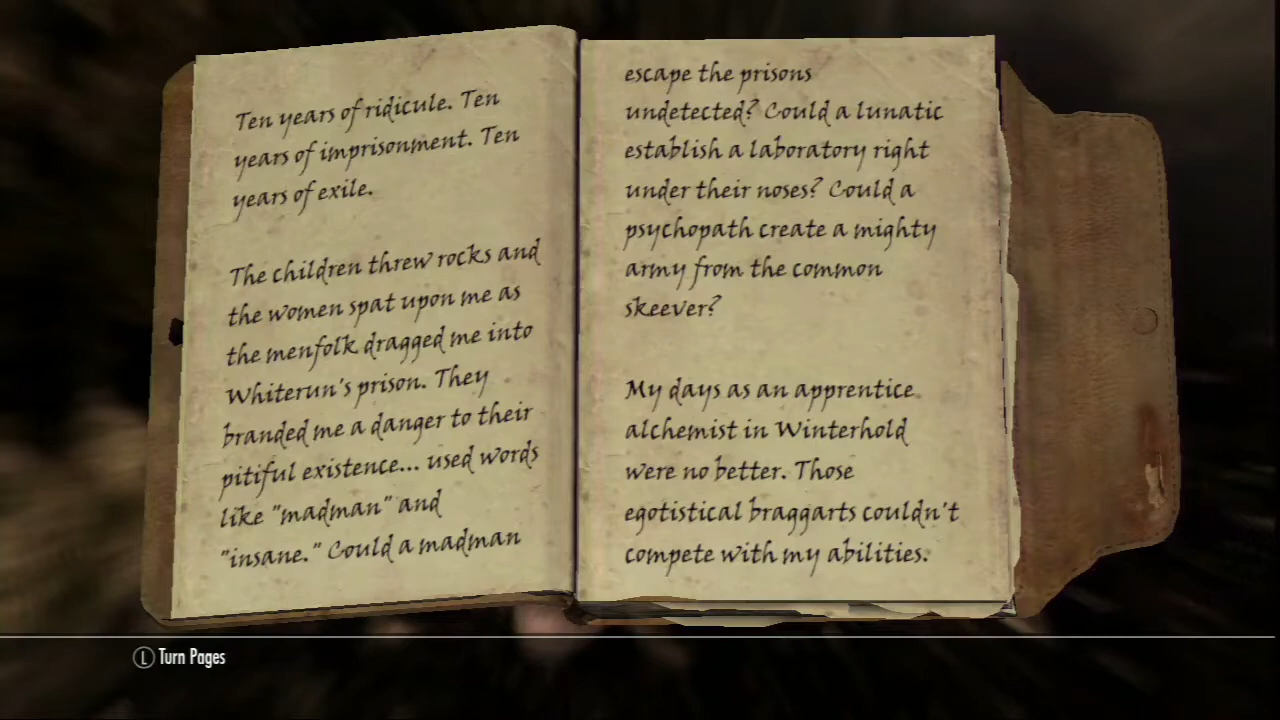 Ten years of ridicule. Ten
years of imprisonment. Ten
years of exile.
The children threw rocks and
the women spat upon me as
the menfolk dragged me into
Whiterun's prison. They
branded me a danger to their
pitiful existence... used words
like "madman" and
"insane." Could a madman
escape the prisons
undetected? Could a lunatic
establish a laboratory right
under their noses? Could a
psychopath create a mighty
army from the common
skeever?
My days as an apprentice
alchemist in Winterhold
were no better. Those
egotistical braggarts couldn't
compete with my abilities.
L Turn Pages